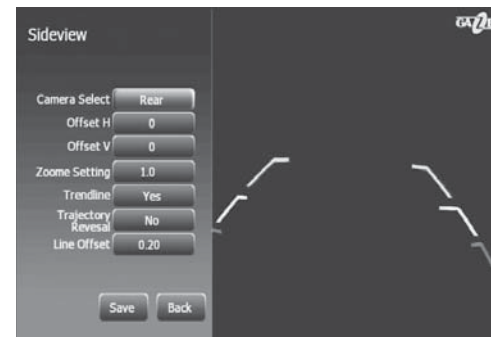 Sideview
Camera Select Rear
Offset H 0
Offset V 0
Zoome Setting 1.0
Trendline Yes
Trajectory
Revesal No
Line Offset 0.20
Save Back